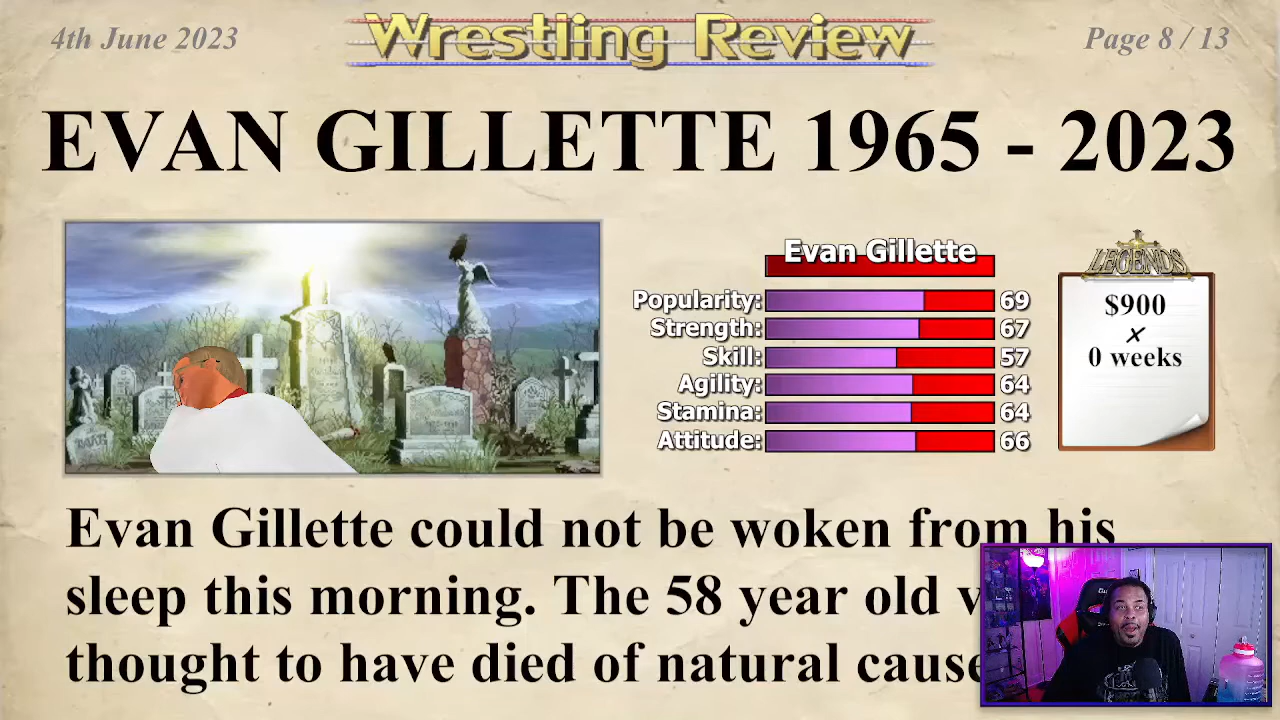 4th June 2023
Wrestling Review
Page 8 / 13
EVAN GILLETTE 1965 - 2023
Evan Gillette
Popularity: 69
Strength: 67
Skill: 57
Agility: 64
Stamina: 64
Attitude: 66
LEGENDS
$900
x
0 weeks
Evan Gillette could not be woken from his
sleep this morning. The 58 year old
thought to have died of natural